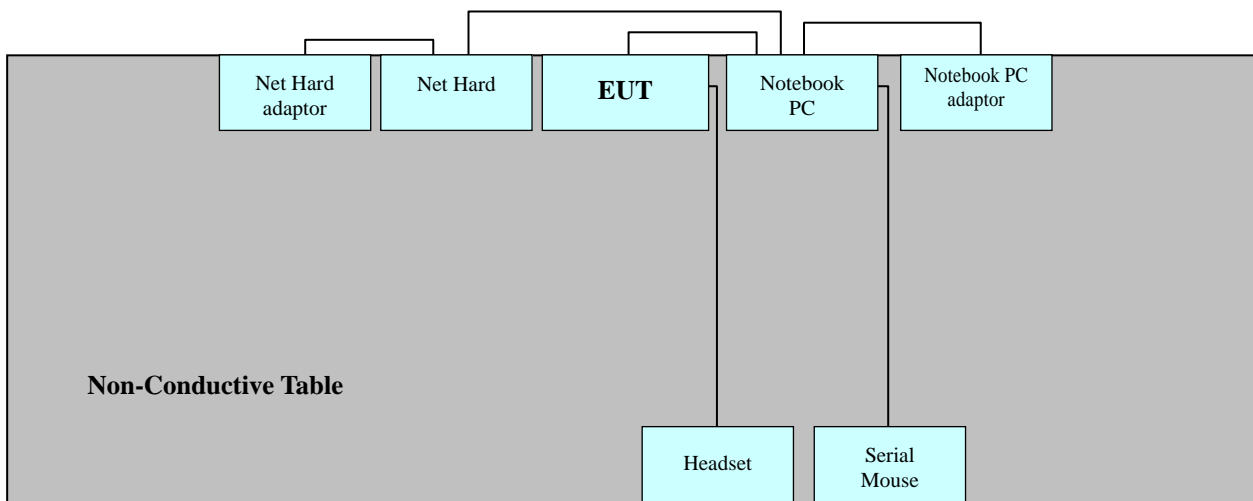 Net Hard
adaptor
Net Hard
EUT
Notebook
PC
Notebook PC
adaptor
Non-Conductive Table
Headset
Serial
Mouse